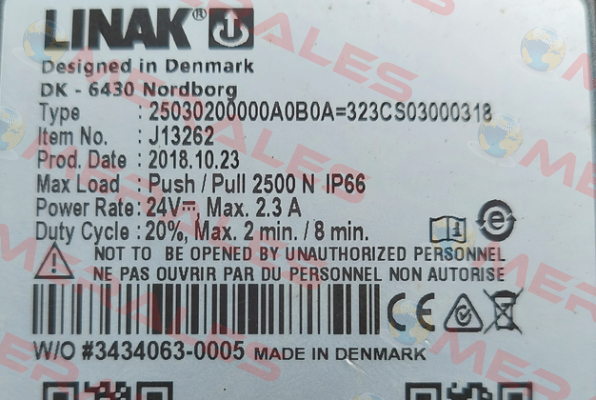 LINAK®
Designed in Denmark
DK - 6430 Nordborg
Type : 25030200000A0B0A=323CS03000318
Item No. : J13262
Prod. Date : 2018.10.23
Max Load : Push / Pull 2500 N IP66
Power Rate : 24V⎓, Max. 2.3 A
Duty Cycle : 20%, Max. 2 min. / 8 min.
NOT TO BE OPENED BY UNAUTHORIZED PERSONNEL
NE PAS OUVRIR PAR DU PERSONNEL NON AUTORISE
CE
W/O #3434063-0005 MADE IN DENMARK
MERALES